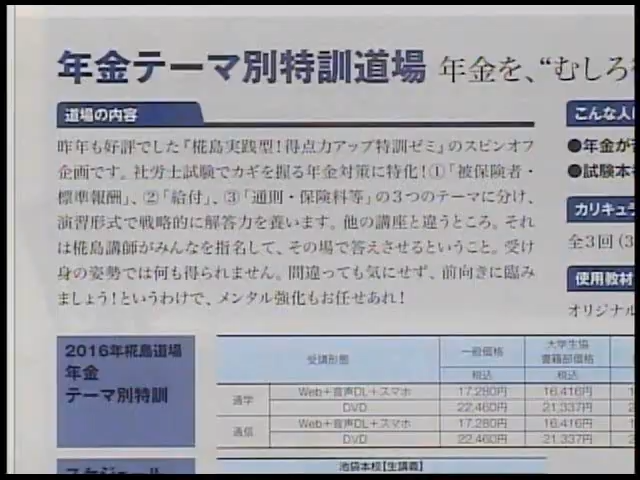 年金テーマ別特訓道場 年金を、“むしろ
道場の内容
昨年も好評でした『椛島実践型!得点力アップ特訓ゼミ』のスピンオフ
企画です。社労士試験でカギを握る年金対策に特化!①「被保険者・
標準報酬」、②「給付」、③「通則・保険料等」の3つのテーマに分け、
演習形式で戦略的に解答力を養います。他の講座と違うところ。それ
は椛島講師がみんなを指名して、その場で答えさせるということ。受け
身の姿勢では何も得られません。間違っても気にせず、前向きに臨み
ましょう!というわけで、メンタル強化もお任せあれ!
こんな人に
●年金が
●試験本
カリキュラ
全3回(3
使用教材
オリジナル
2016年椛島道場
年金
テーマ別特訓
受講形態 一般価格 大学生協書籍部価格
税込 税込
通学 Web+音声DL+スマホ 17,280円 16,416円
DVD 22,460円 21,337円
通信 Web+音声DL+スマホ 17,280円 16,416円
DVD 22,460円 21,337円
スケジュール
池袋本校【生講義】